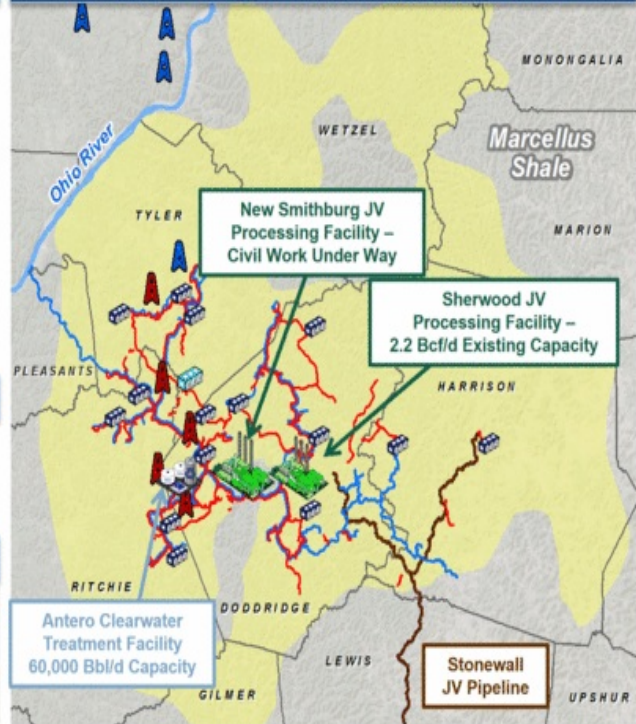 MONONGALIA
WETZEL
Marcellus
Shale
Ohio River
MARION
TYLER
New Smithburg JV
Processing Facility –
Civil Work Under Way
Sherwood JV
Processing Facility –
2.2 Bcf/d Existing Capacity
PLEASANTS
HARRISON
RITCHIE
DODDRIDGE
Antero Clearwater
Treatment Facility
60,000 Bbl/d Capacity
LEWIS
Stonewall
JV Pipeline
GILMER
UPSHUR